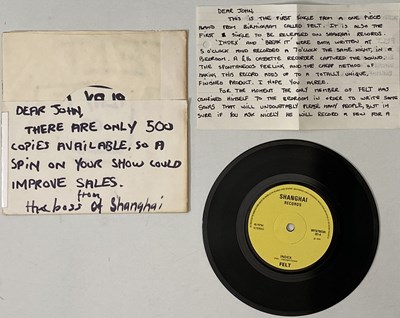 DEAR JOHN,
THERE ARE ONLY 500
COPIES AVAILABLE, SO A
SPIN ON YOUR SHOW COULD
IMPROVE SALES.
from
the boss of Shanghai
DEAR JOHN,
THIS IS THE FIRST SINGLE FROM A ONE PIECE
BAND FROM BIRMINGHAM CALLED FELT. IT IS ALSO THE
FIRST SINGLE TO BE RELEASED ON SHANGHAI RECORDS.
'INDEX AND BREAK IT' WERE BOTH WRITTEN AT
5 O'CLOCK AND RECORDED A 7 O'CLOCK THE SAME NIGHT, IN A
BEDROOM. A CASSETTE RECORDER CAPTURED THE SOUND.
THE SPONTANEOUS FEELING, AND THE CHEAP METHOD OF
MAKING THIS RECORD ADDS UP TO A TOTALLY UNIQUE,
FINISHED PRODUCT. I HOPE YOU AGREE.
FOR THE MOMENT THE ONLY MEMBER OF FELT HAS
CONFINED HIMSELF TO THE BEDROOM IN ORDER TO WRITE SOME
SONGS THAT WILL UNDOUBTABLY PLEASE MANY PEOPLE, BUT IM
SURE IF YOU ASK NICELY HE WILL RECORD A FEW FOR A
SHANGHAI
RECORDS
INDEX
FELT